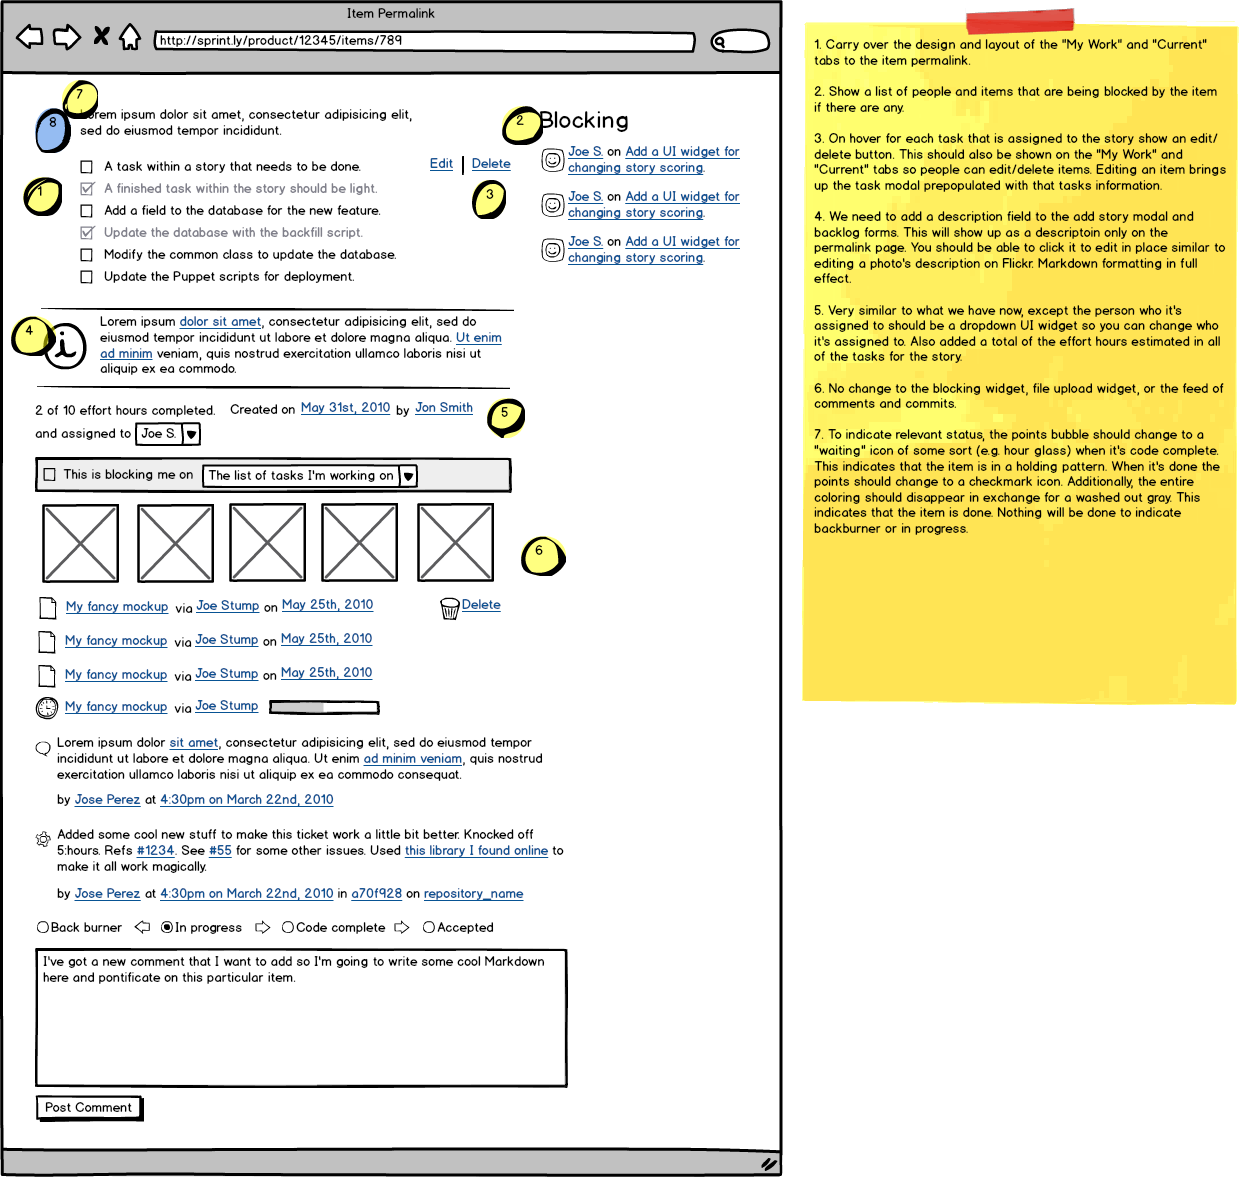 Item Permalink
http://sprint.ly/product/12345/items/789
7
8
Lorem ipsum dolor sit amet, consectetur adipisicing elit,
sed do eiusmod tempor incididunt.
A task within a story that needs to be done.
Edit | Delete
1
A finished task within the story should be light.
Add a field to the database for the new feature.
Update the database with the backfill script.
Modify the common class to update the database.
Update the Puppet scripts for deployment.
3
2
Blocking
Joe S. on Add a UI widget for
changing story scoring.
Joe S. on Add a UI widget for
changing story scoring.
Joe S. on Add a UI widget for
changing story scoring.
4
i
Lorem ipsum dolor sit amet, consectetur adipisicing elit, sed do
eiusmod tempor incididunt ut labore et dolore magna aliqua. Ut enim
ad minim veniam, quis nostrud exercitation ullamco laboris nisi ut
aliquip ex ea commodo.
2 of 10 effort hours completed. Created on May 31st, 2010 by Jon Smith
5
and assigned to Joe S.
This is blocking me on The list of tasks I'm working on
6
My fancy mockup via Joe Stump on May 25th, 2010 Delete
My fancy mockup via Joe Stump on May 25th, 2010
My fancy mockup via Joe Stump on May 25th, 2010
My fancy mockup via Joe Stump
Lorem ipsum dolor sit amet, consectetur adipisicing elit, sed do eiusmod tempor
incididunt ut labore et dolore magna aliqua. Ut enim ad minim veniam, quis nostrud
exercitation ullamco laboris nisi ut aliquip ex ea commodo consequat.
by Jose Perez at 4:30pm on March 22nd, 2010
Added some cool new stuff to make this ticket work a little bit better. Knocked off
5:hours. Refs #1234. See #55 for some other issues. Used this library I found online to
make it all work magically.
by Jose Perez at 4:30pm on March 22nd, 2010 in a70f928 on repository_name
Back burner In progress Code complete Accepted
I've got a new comment that I want to add so I'm going to write some cool Markdown
here and pontificate on this particular item.
Post Comment
1. Carry over the design and layout of the "My Work" and "Current"
tabs to the item permalink.
2. Show a list of people and items that are being blocked by the item
if there are any.
3. On hover for each task that is assigned to the story show an edit/
delete button. This should also be shown on the "My Work" and
"Current" tabs so people can edit/delete items. Editing an item brings
up the task modal prepopulated with that tasks information.
4. We need to add a description field to the add story modal and
backlog forms. This will show up as a descriptoin only on the
permalink page. You should be able to click it to edit in place similar to
editing a photo's description on Flickr. Markdown formatting in full
effect.
5. Very similar to what we have now, except the person who it's
assigned to should be a dropdown UI widget so you can change who
it's assigned to. Also added a total of the effort hours estimated in all
of the tasks for the story.
6. No change to the blocking widget, file upload widget, or the feed of
comments and commits.
7. To indicate relevant status, the points bubble should change to a
"waiting" icon of some sort (e.g. hour glass) when it's code complete.
This indicates that the item is in a holding pattern. When it's done the
points should change to a checkmark icon. Additionally, the entire
coloring should disappear in exchange for a washed out gray. This
indicates that the item is done. Nothing will be done to indicate
backburner or in progress.